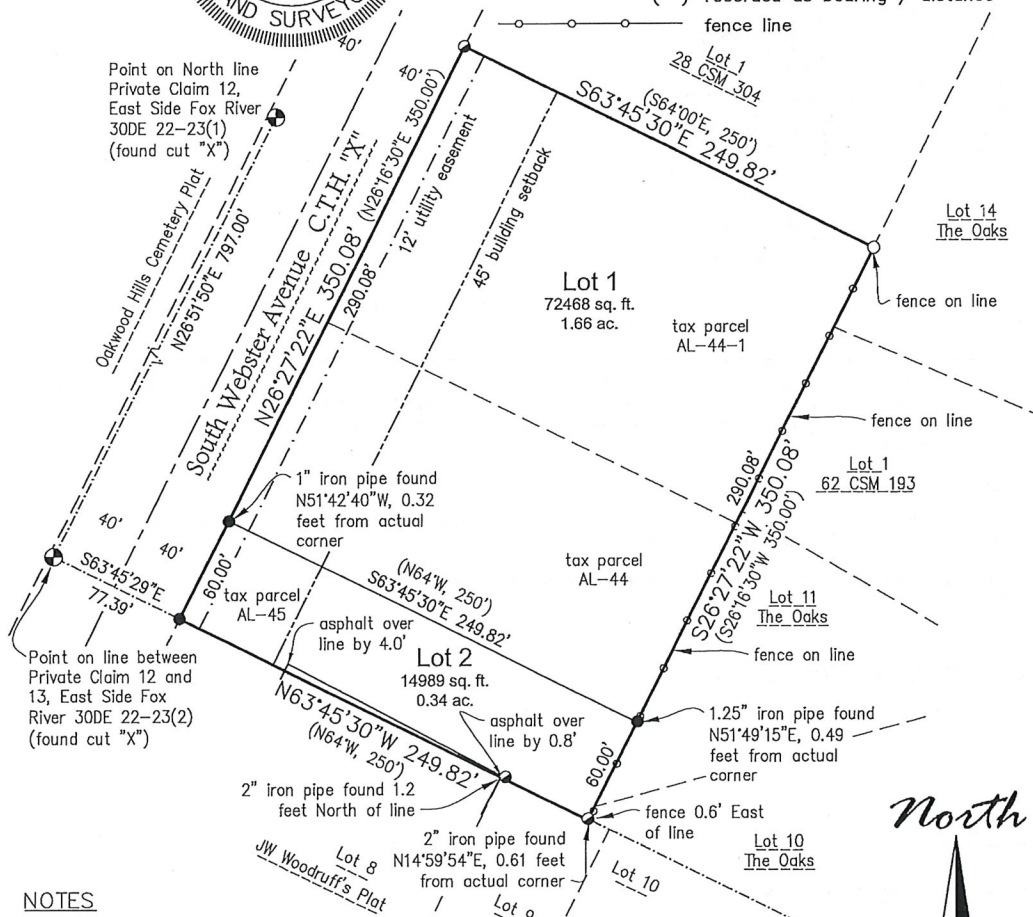 AND SURVEYO
recorded as bearing / distance
fence line
40'
40'
Lot 1
28 CSM 304
Point on North line
Private Claim 12,
East Side Fox River
30DE 22-23(1)
(found cut "X")
(S64°00'E, 250')
S63°45'30"E 249.82'
Oakwood Hills Cemetery Plat
N26°51'50"E 797.00'
South Webster Avenue C.T.H. "X"
N26°27'22"E 350.08' (N26°16'30"E 350.00')
290.08'
12' utility easement
45' building setback
Lot 14
The Oaks
Lot 1
72468 sq. ft.
1.66 ac.
tax parcel
AL-44-1
fence on line
fence on line
290.08'
S26°27'22"W 350.08'
(S26°16'30"W 350.00')
Lot 1
62 CSM 193
1" iron pipe found
N51°42'40"W, 0.32
feet from actual
corner
40'
40'
S63°45'29"E
77.39'
60.00'
tax parcel
AL-45
(N64°W, 250')
S63°45'30"E 249.82'
tax parcel
AL-44
Lot 11
The Oaks
fence on line
asphalt over
line by 4.0'
Lot 2
14989 sq. ft.
0.34 ac.
Point on line between
Private Claim 12 and
13, East Side Fox
River 30DE 22-23(2)
(found cut "X")
N63°45'30"W 249.82'
(N64°W, 250')
asphalt over
line by 0.8'
60.00'
1.25" iron pipe found
N51°49'15"E, 0.49
feet from actual
corner
2" iron pipe found 1.2
feet North of line
fence 0.6' East
of line
2" iron pipe found
N14°59'54"E, 0.61 feet
from actual corner
Lot 8
JW Woodruff's Plat
Lot 9
Lot 10
Lot 10
The Oaks
North
NOTES